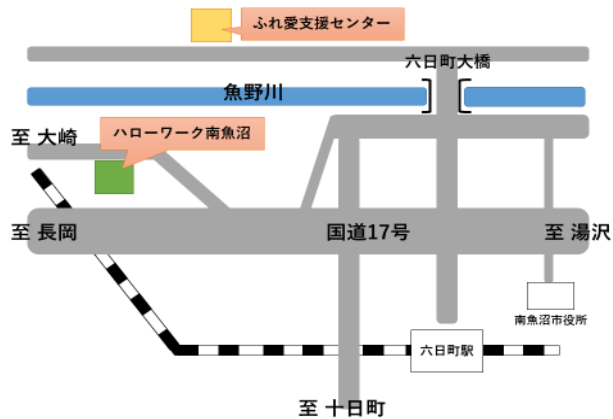 ふれ愛支援センター
六日町大橋
魚野川
ハローワーク南魚沼
至 大崎
至 長岡
国道17号
至 湯沢
南魚沼市役所
六日町駅
至 十日町